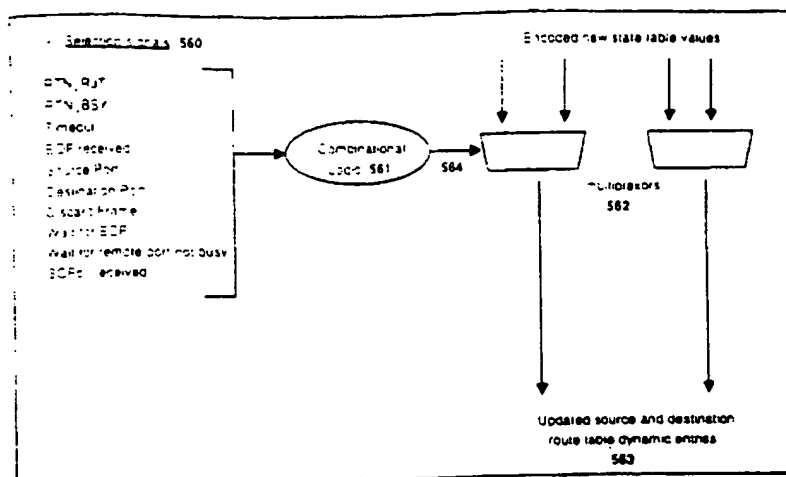 Selection signals 560
Encoded new state table values
RTN_RJT
RTN_BSY
Timeout
EOF received
Source Port
Destination Port
Discard Frame
Wait for EOF
Wait for remote port not busy
received
Combinational
Logic 561
564
multiplexors
562
Updated source and destination
route table dynamic entries
563